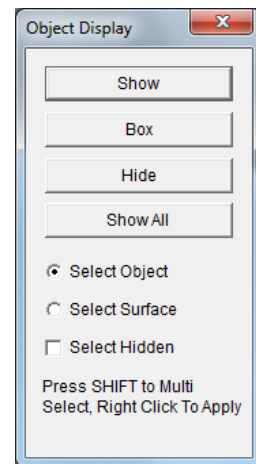 Object Display
Show
Box
Hide
Show All
Select Object
Select Surface
Select Hidden
Press SHIFT to Multi
Select, Right Click To Apply